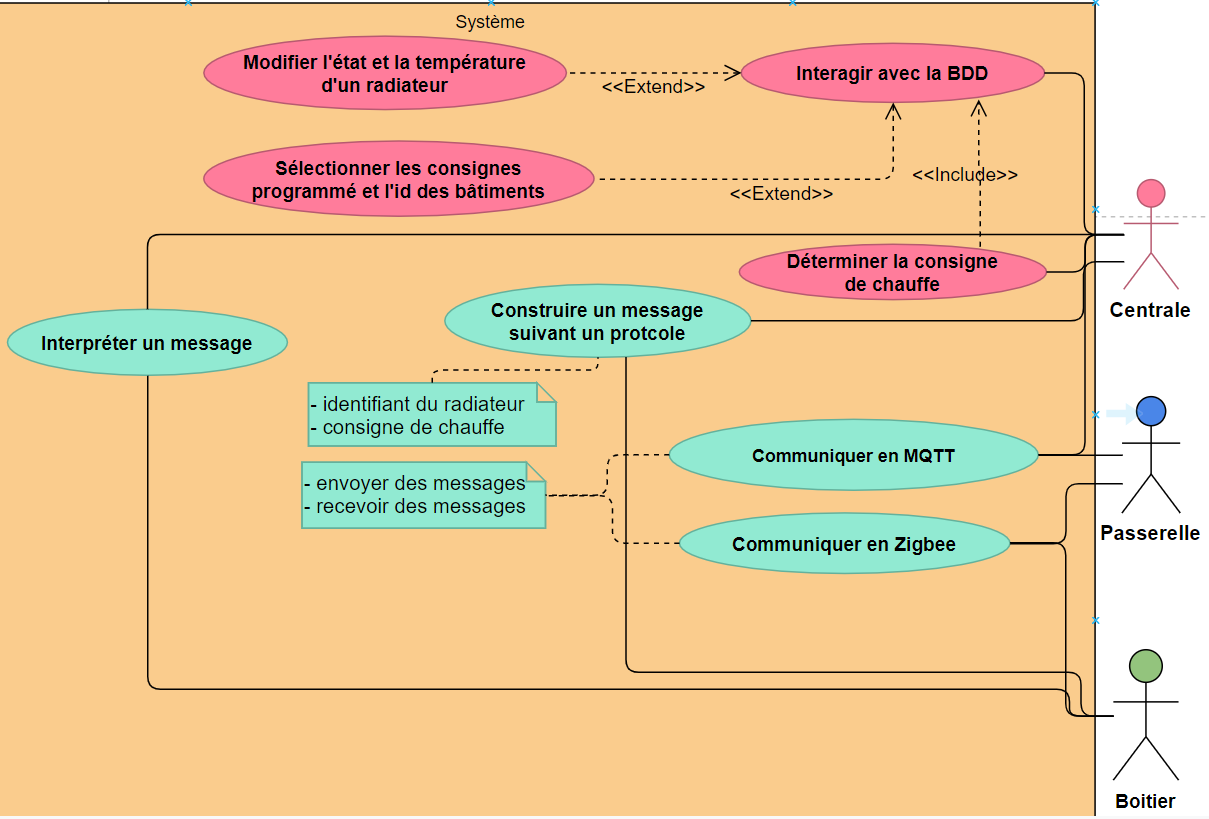 Système
Modifier l'état et la température
d'un radiateur
<<Extend>>
Interagir avec la BDD
Sélectionner les consignes
programmé et l'id des bâtiments
<<Extend>>
<<Include>>
Déterminer la consigne
de chauffe
Centrale
Construire un message
suivant un protcole
Interpréter un message
- identifiant du radiateur
- consigne de chauffe
Communiquer en MQTT
- envoyer des messages
- recevoir des messages
Passerelle
Communiquer en Zigbee
Boitier